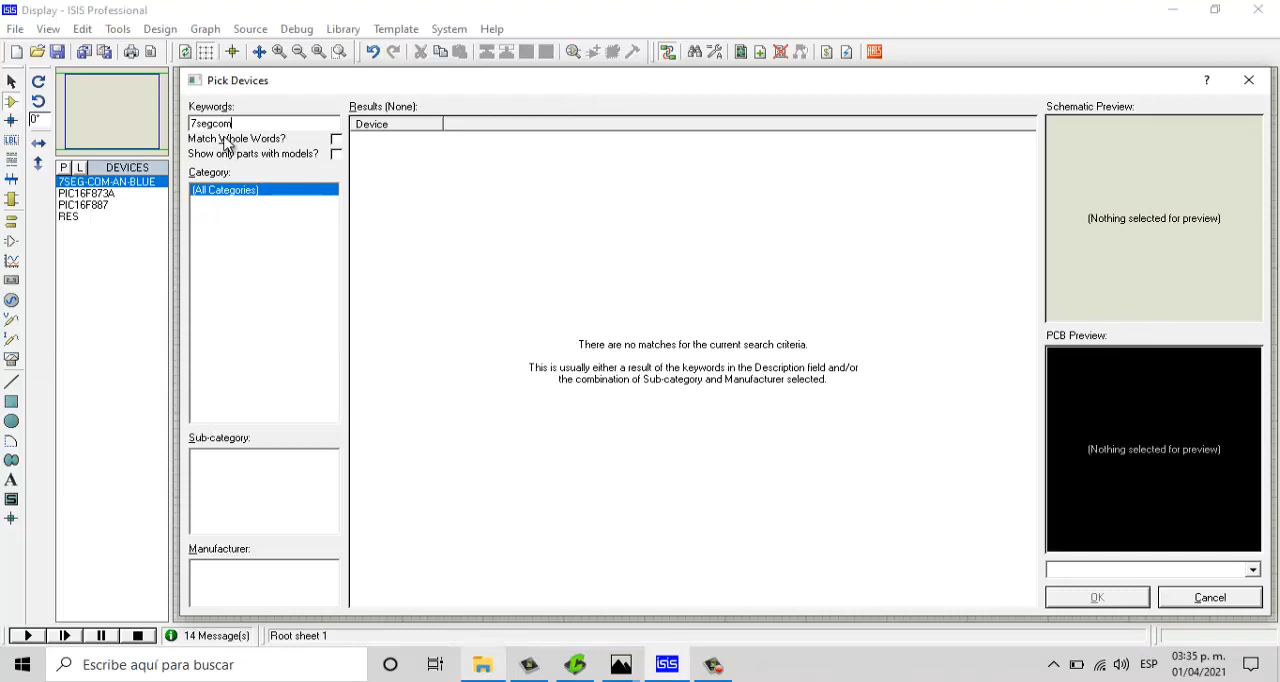 Display - ISIS Professional
File View Edit Tools Design Graph Source Debug Library Template System Help
Pick Devices
?
Keywords:
7segcom
Match Whole Words?
Show only parts with models?
Category:
(All Categories)
Sub-category:
Manufacturer:
Results (None):
Device
There are no matches for the current search criteria.
This is usually either a result of the keywords in the Description field and/or
the combination of Sub-category and Manufacturer selected.
Schematic Preview:
(Nothing selected for preview)
PCB Preview:
(Nothing selected for preview)
OK Cancel
0°
LBL
A
S
P L DEVICES
7SEG-COM-AN-BLUE
PIC16F873A
PIC16F887
RES
14 Message(s) Root sheet 1
Escribe aquí para buscar
isis
ESP
03:35 p. m.
01/04/2021